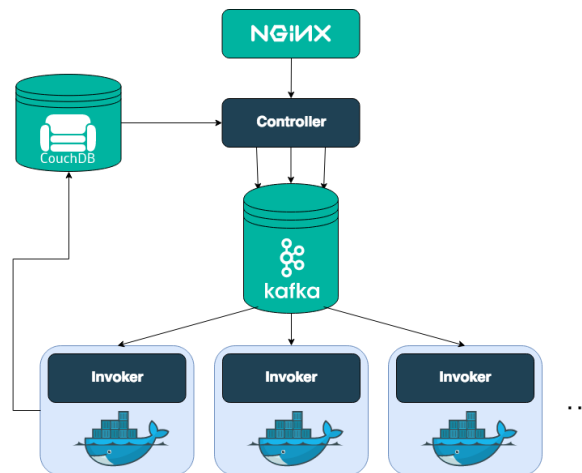 NGINX
Controller
CouchDB
kafka
Invoker
Invoker
Invoker
...